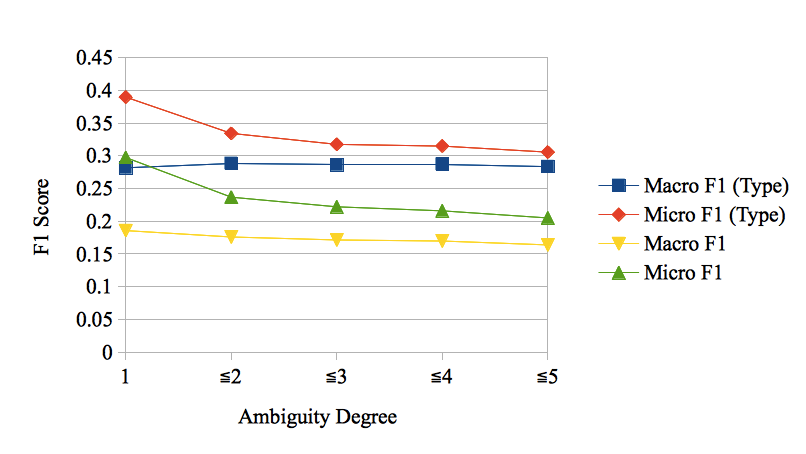 0.45
0.4
0.35
0.3
0.25
0.2
0.15
0.1
0.05
0
F1 Score
1 ≦2 ≦3 ≦4 ≦5
Ambiguity Degree
Macro F1 (Type)
Micro F1 (Type)
Macro F1
Micro F1